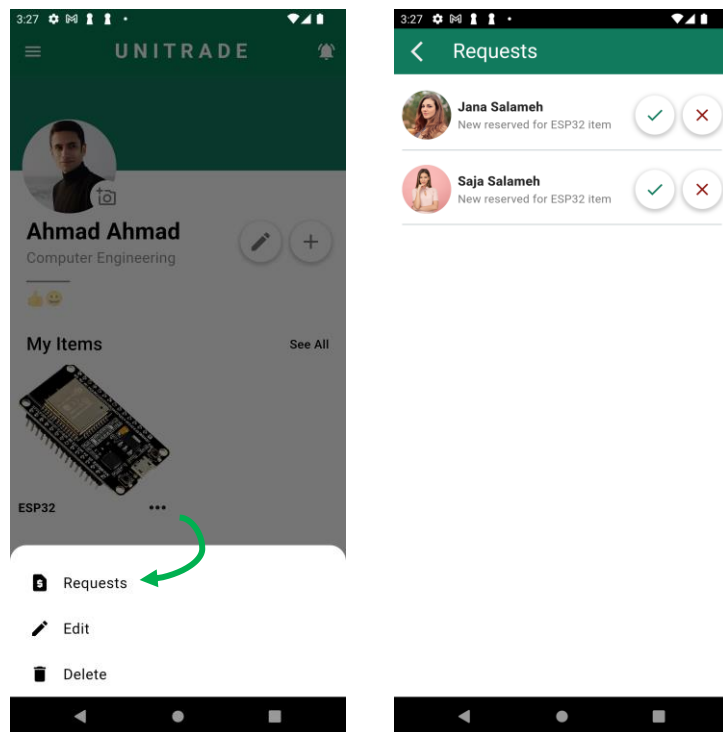 3:27
UNITRADE
Ahmad Ahmad
Computer Engineering
My Items
See All
ESP32
Requests
Edit
Delete
3:27
Requests
Jana Salameh
New reserved for ESP32 item
Saja Salameh
New reserved for ESP32 item